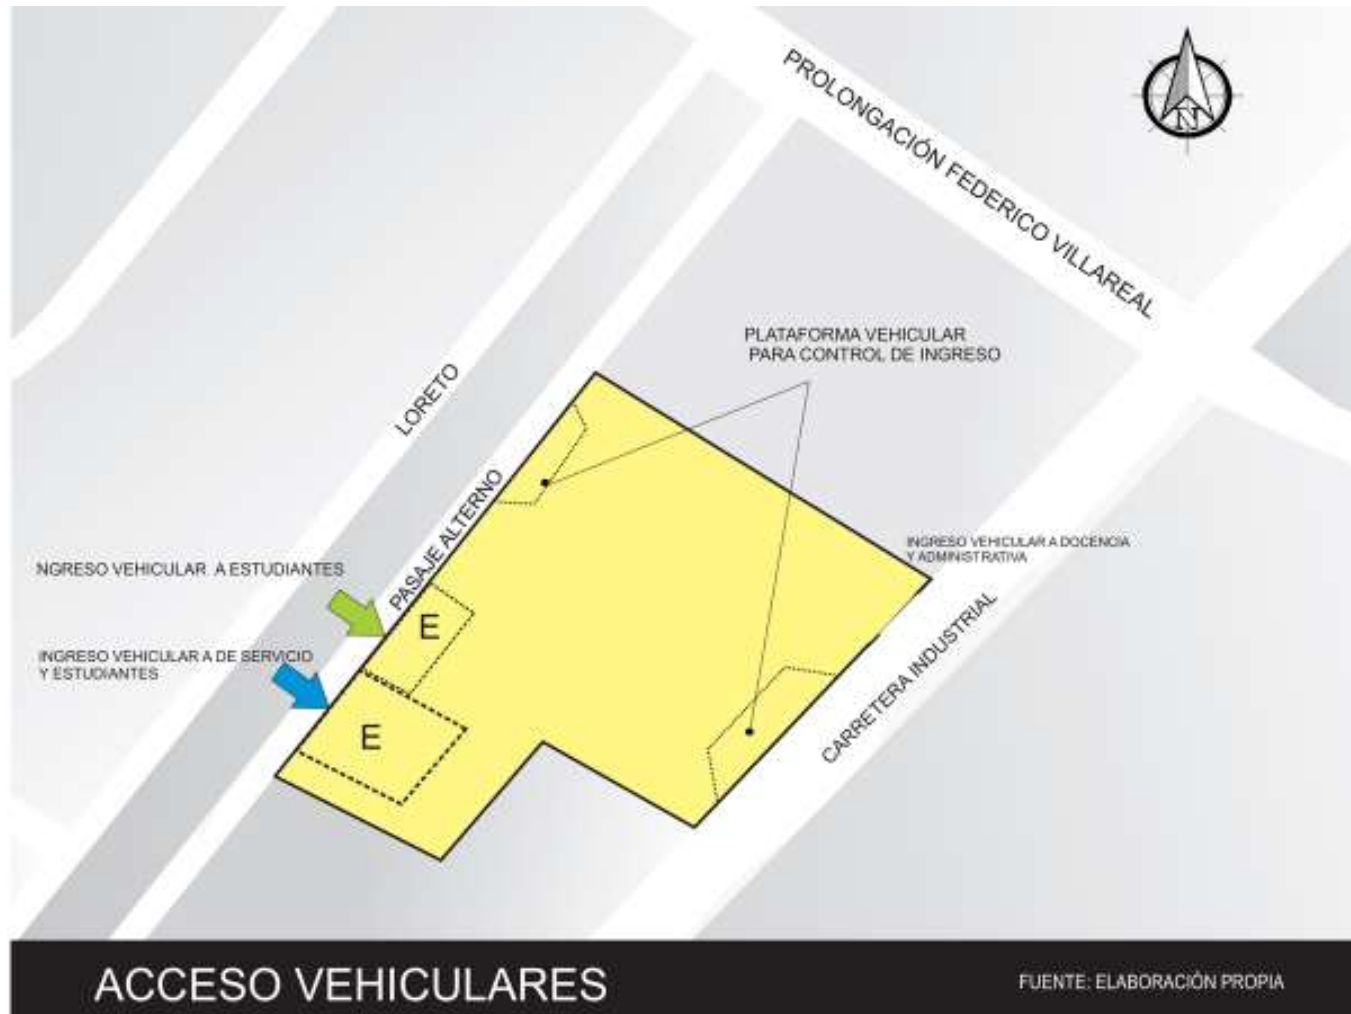 N
PROLONGACIÓN FEDERICO VILLAREAL
PLATAFORMA VEHICULAR
PARA CONTROL DE INGRESO
LORETO
PASAJE ALTERNO
INGRESO VEHICULAR A DOCENCIA
Y ADMINISTRATIVA
NGRESO VEHICULAR A ESTUDIANTES
E
INGRESO VEHICULAR A DE SERVICIO
Y ESTUDIANTES
E
CARRETERA INDUSTRIAL
ACCESO VEHICULARES
FUENTE: ELABORACIÓN PROPIA